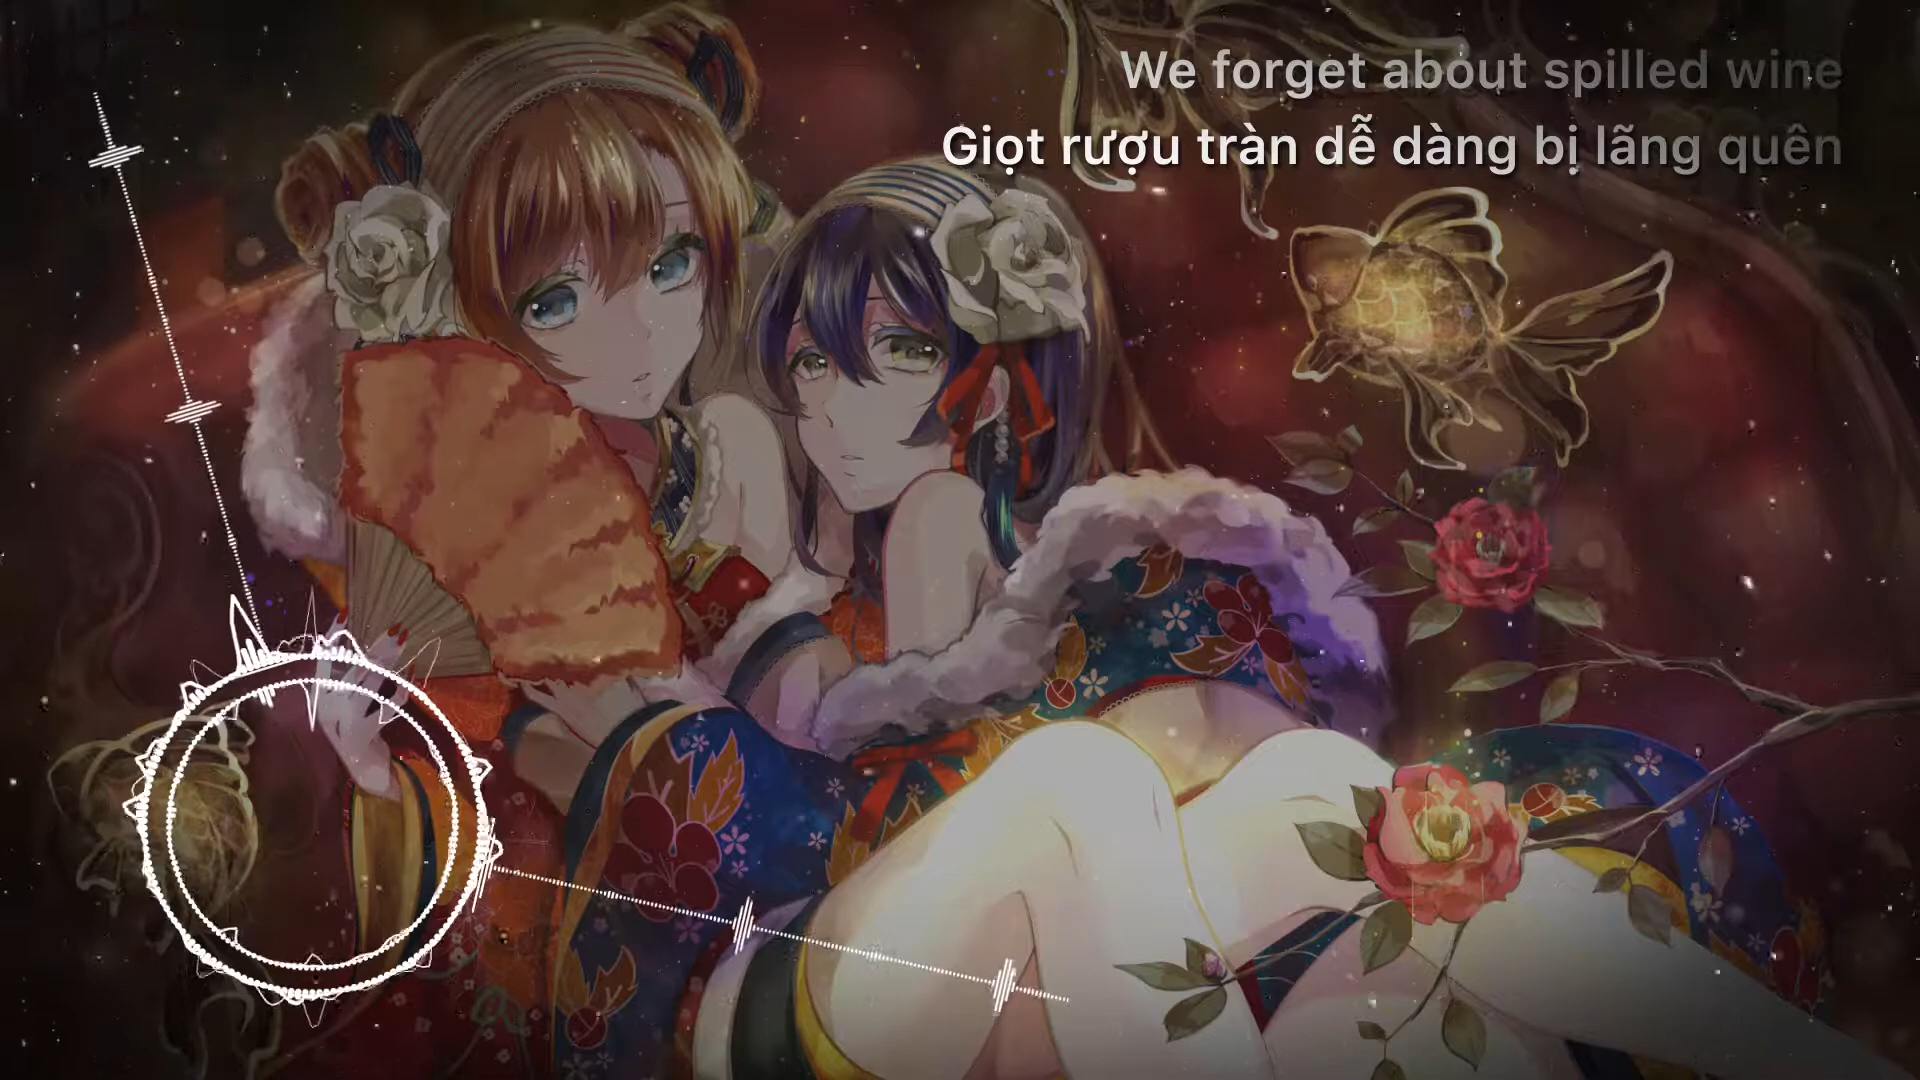 We forget about spilled wine
Giọt rượu tràn dễ dàng bị lãng quên